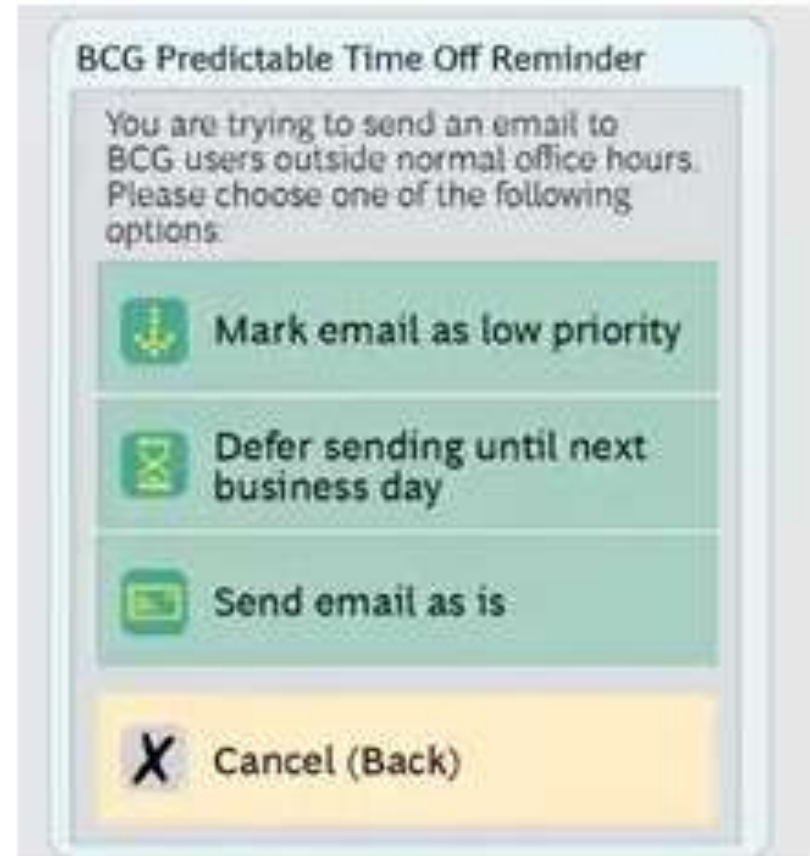 BCG Predictable Time Off Reminder
You are trying to send an email to
BCG users outside normal office hours.
Please choose one of the following
options:
Mark email as low priority
Defer sending until next
business day
Send email as is
Cancel (Back)